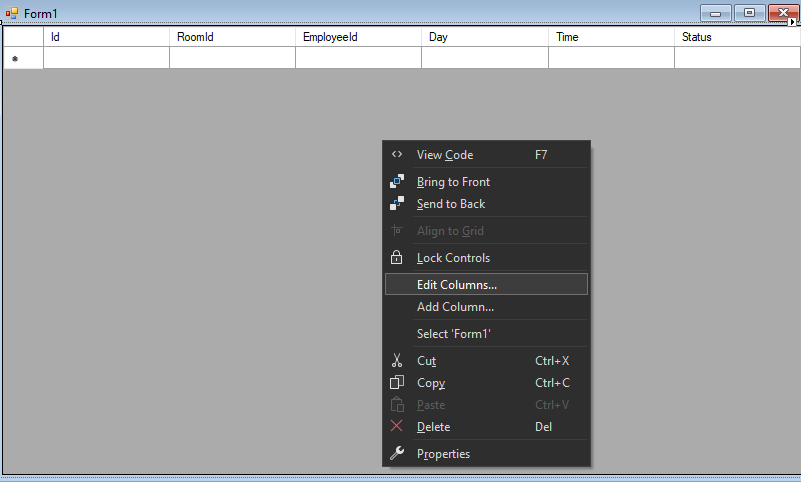 Form1
Id RoomId EmployeeId Day Time Status
View Code F7
Bring to Front
Send to Back
Align to Grid
Lock Controls
Edit Columns...
Add Column...
Select 'Form1'
Cut Ctrl+X
Copy Ctrl+C
Paste Ctrl+V
Delete Del
Properties